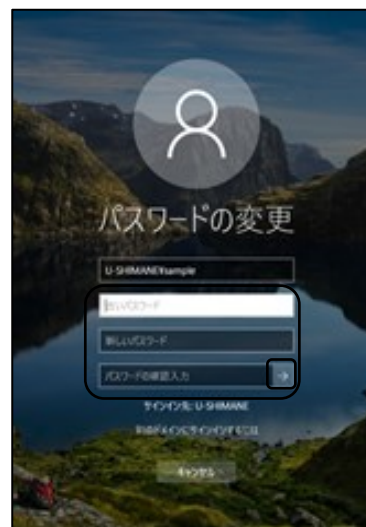 パスワードの変更
U-SHIMANE¥sample
古いパスワード
新しいパスワード
パスワードの確認入力
サインイン先: U-SHIMANE
別のドメインにサインインするには
キャンセル